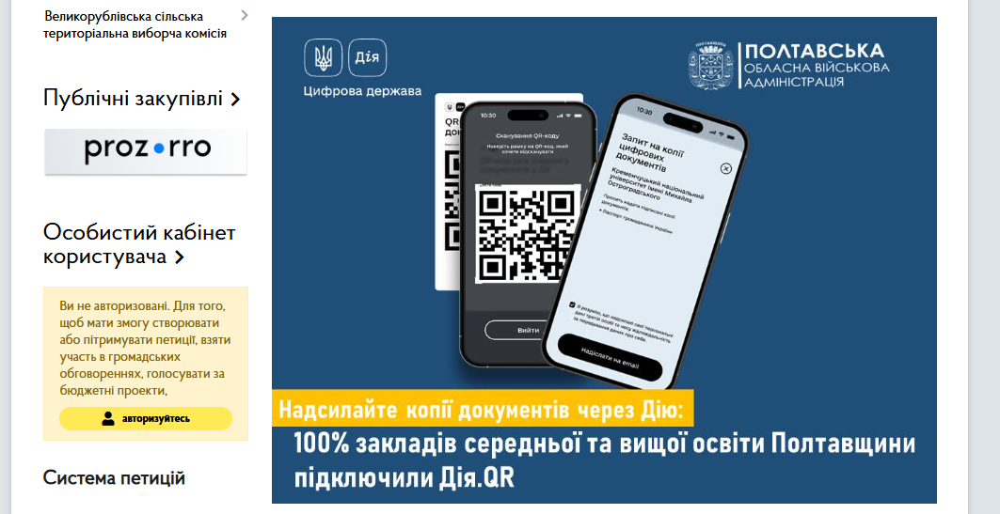 Великорублівська сільська
територіальна виборча комісія
Публічні закупівлі
prozorro
Особистий кабінет
користувача
Ви не авторизовані. Для того,
щоб мати змогу створювати
або пітримувати петиції, взяти
участь в громадських
обговореннях, голосувати за
бюджетні проекти,
авторизуйтесь
Система петицій
Дія
Цифрова держава
ПОЛТАВСЬКА
ОБЛАСНА ВІЙСЬКОВА
АДМІНІСТРАЦІЯ
10:30
Сканування QR-коду
Наведіть рамку на QR-код, який
хочете відсканувати
Вийти
10:30
Запит на копії
цифрових
документів
Кременчуцький національний
університет імені Михайла
Остроградського
Просить надати підписані копії
документів:
• Паспорт громадянина України
Я розумію, що надсилаю свої персональні
дані третій особі та несу відповідальність
за передавання даних про себе.
Надіслати на email
Надсилайте копії документів через Дію:
100% закладів середньої та вищої освіти Полтавщини
підключили Дія.QR